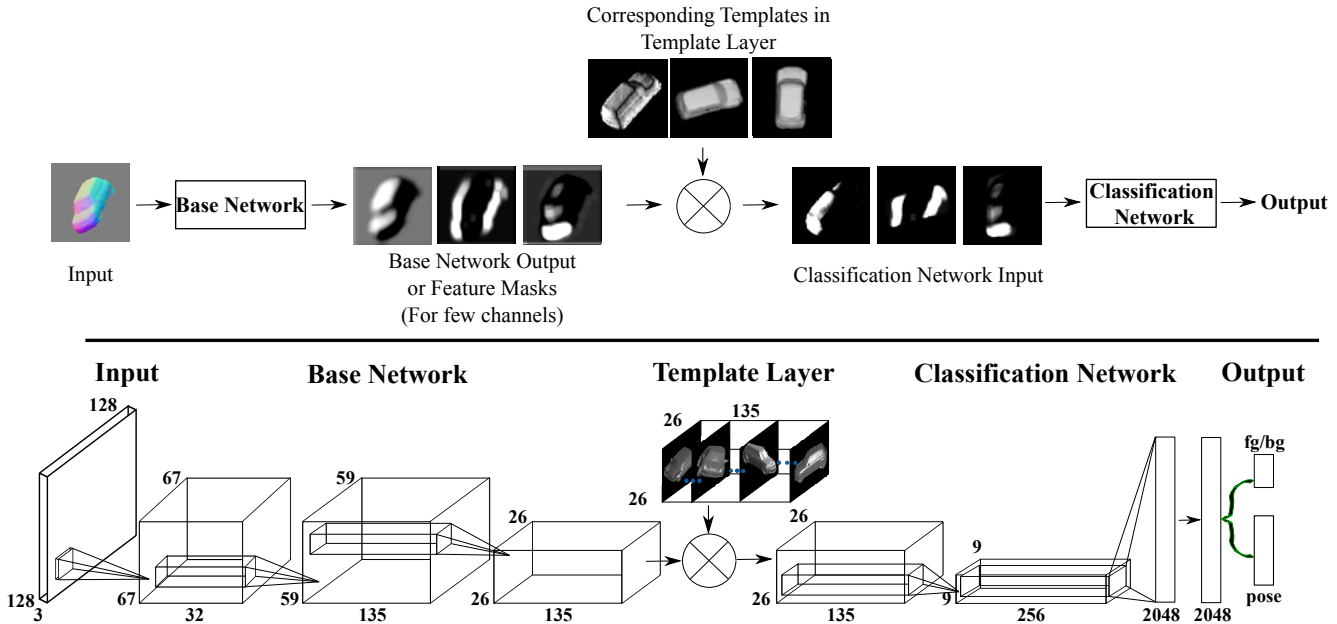 Corresponding Templates in
Template Layer
Base Network
Classification
Network
Output
Input
Base Network Output
or Feature Masks
(For few channels)
Classification Network Input
Input
Base Network
Template Layer
Classification Network
Output
128
128
3
67
67
32
59
59
135
26
26
135
26
135
26
26
26
135
9
9
256
2048
2048
fg/bg
pose